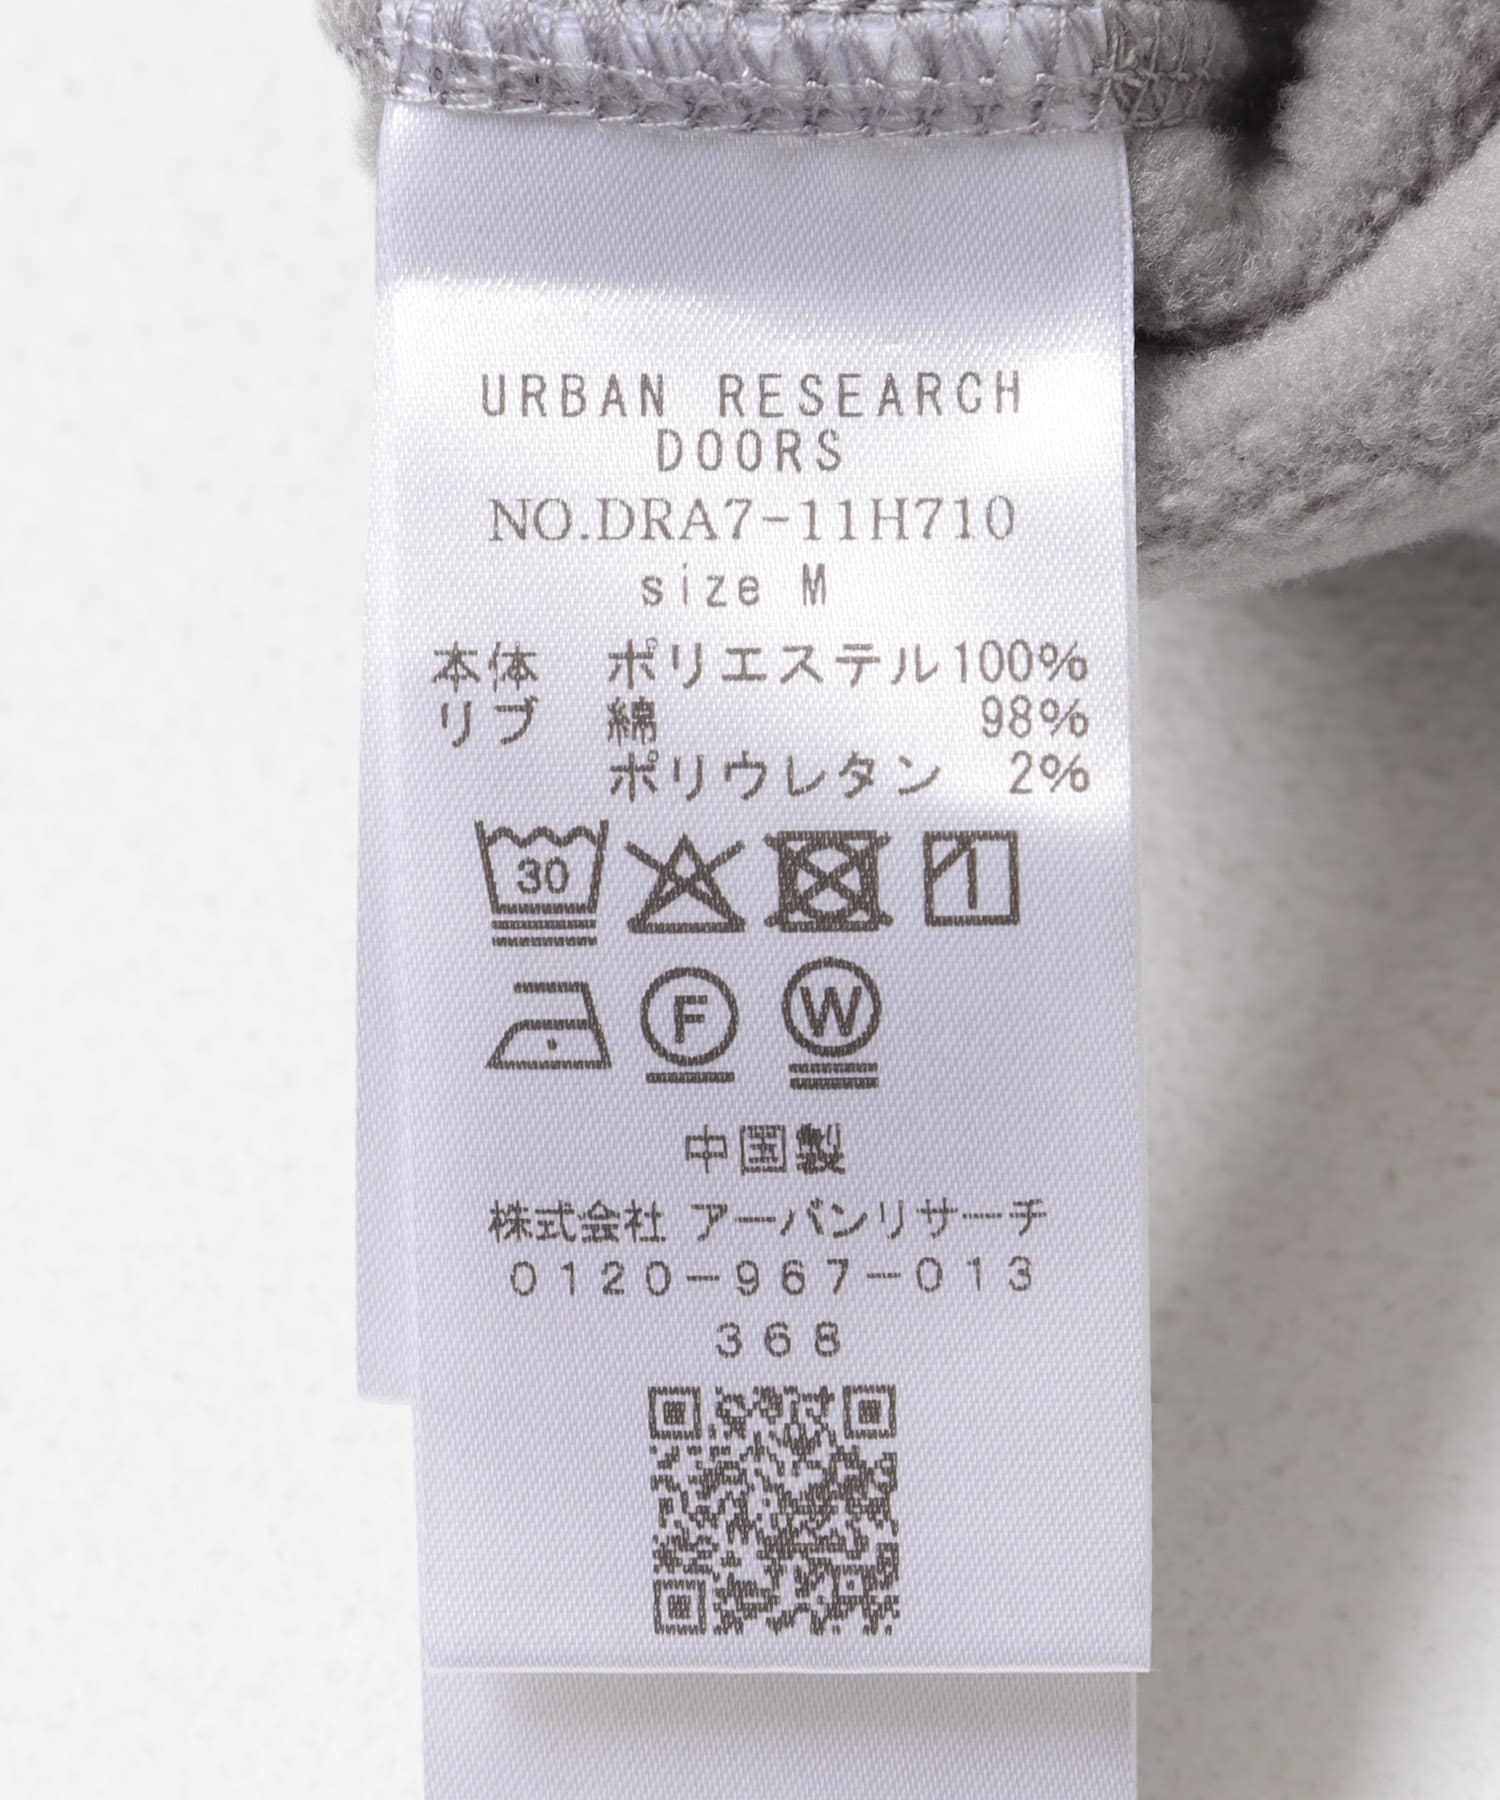 URBAN RESEARCH
DOORS
NO.DRA7-11H710
size M
本体 ポリエステル100%
リブ 綿 98%
ポリウレタン 2%
30
F W
中国製
株式会社 アーバンリサーチ
0120-967-013
368